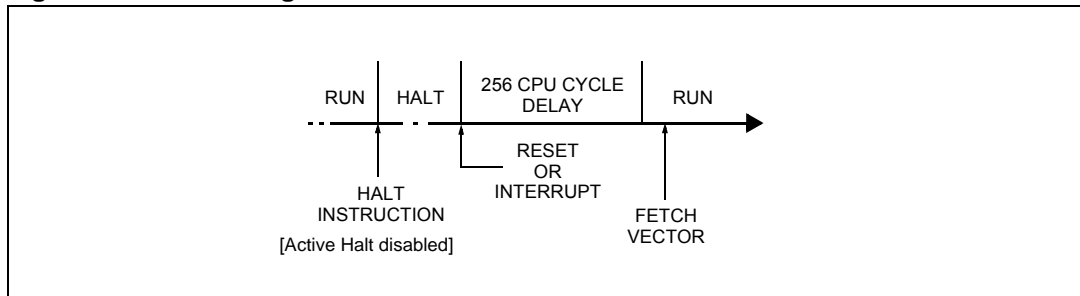 RUN
HALT
256 CPU CYCLE
DELAY
RUN
RESET
OR
INTERRUPT
HALT
INSTRUCTION
[Active Halt disabled]
FETCH
VECTOR